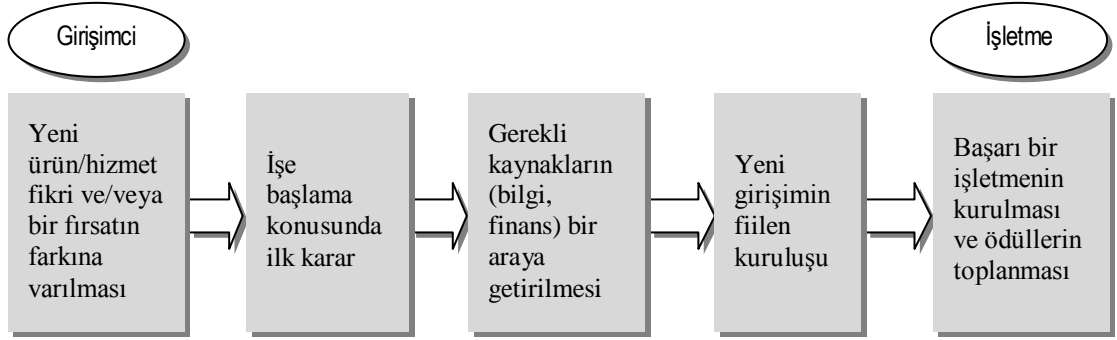 Girişimci
İşletme
Yeni
ürün/hizmet
fikri ve/veya
bir fırsatın
farkına
varılması
İşe
başlama
konusunda
ilk karar
Gerekli
kaynakların
(bilgi,
finans) bir
araya
getirilmesi
Yeni
girişimin
fiilen
kuruluşu
Başarı bir
işletmenin
kurulması
ve ödüllerin
toplanması